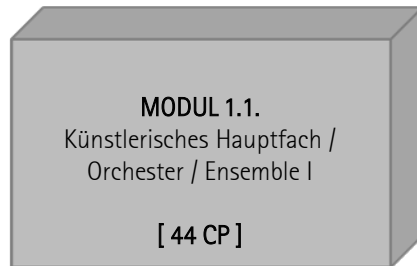 MODUL 1.1.
Künstlerisches Hauptfach /
Orchester / Ensemble I
[ 44 CP ]